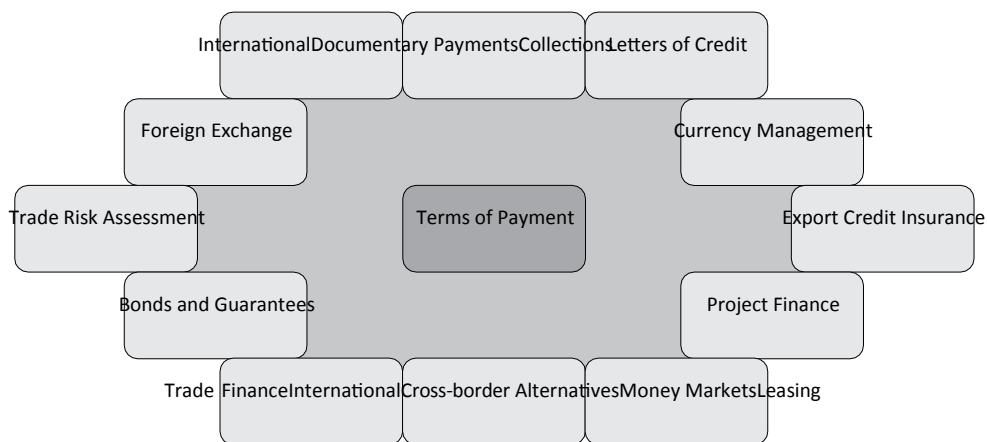 InternationalDocumentary PaymentsCollectionsLetters of Credit
Foreign Exchange
Currency Management
Trade Risk Assessment
Terms of Payment
Export Credit Insurance
Bonds and Guarantees
Project Finance
Trade FinanceInternationalCross-border AlternativesMoney MarketsLeasing